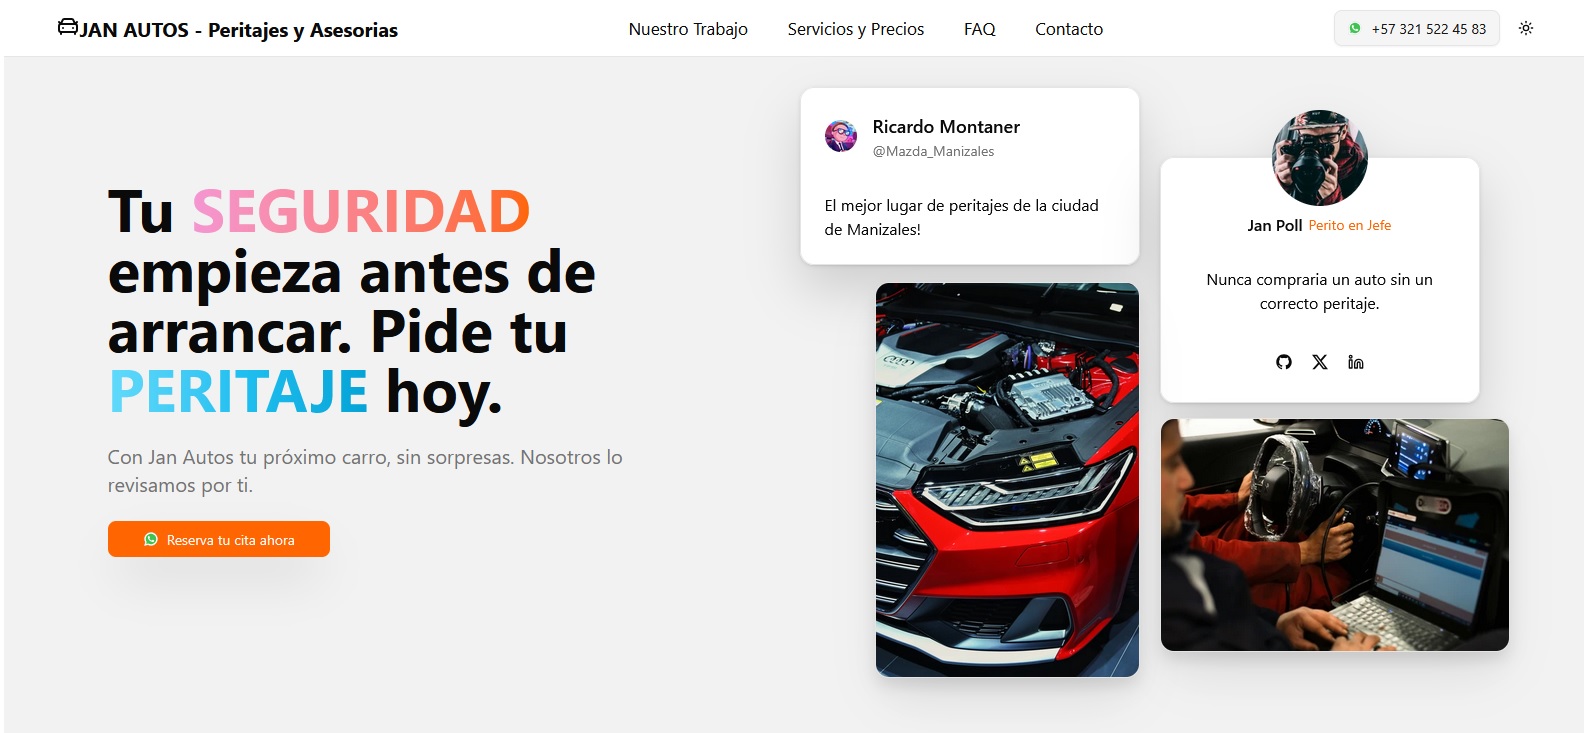 JAN AUTOS - Peritajes y Asesorias
Nuestro Trabajo
Servicios y Precios
FAQ
Contacto
+57 321 522 45 83
Tu SEGURIDAD
empieza antes de
arrancar. Pide tu
PERITAJE hoy.
Con Jan Autos tu próximo carro, sin sorpresas. Nosotros lo
revisamos por ti.
Reserva tu cita ahora
Ricardo Montaner
@Mazda_Manizales
El mejor lugar de peritajes de la ciudad
de Manizales!
Jan Poll Perito en Jefe
Nunca compraria un auto sin un
correcto peritaje.